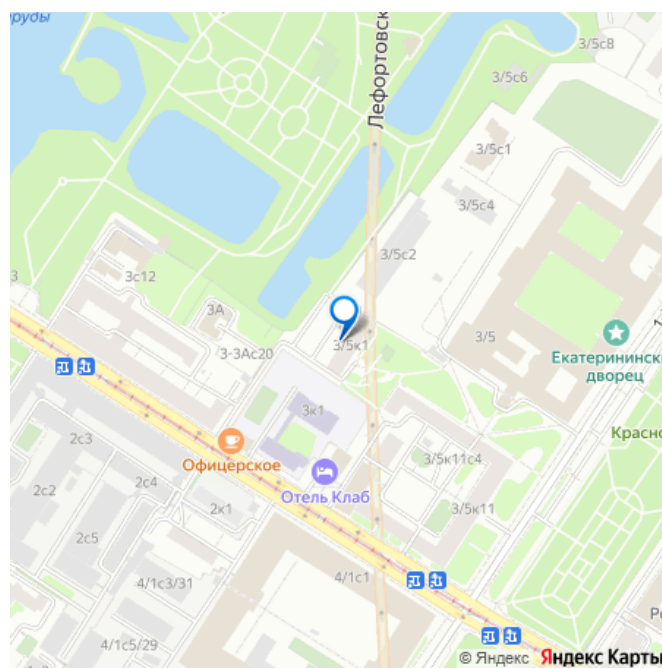 пруды
Лефортовск
3/5с8
3/5с6
3/5с1
3/5с4
3/5с2
3
3с12
3А
3-3Ас20
3/5к1
3/5
Екатерининск
дворец
3к1
Красно
Офицерское
2с3
3/5к11с4
Отель Клаб
2с4
2с2
2к1
3/5к11
2с5
4/1с3/31
4/1с1
4/1с5/29
© Яндекс Яндекс Карты